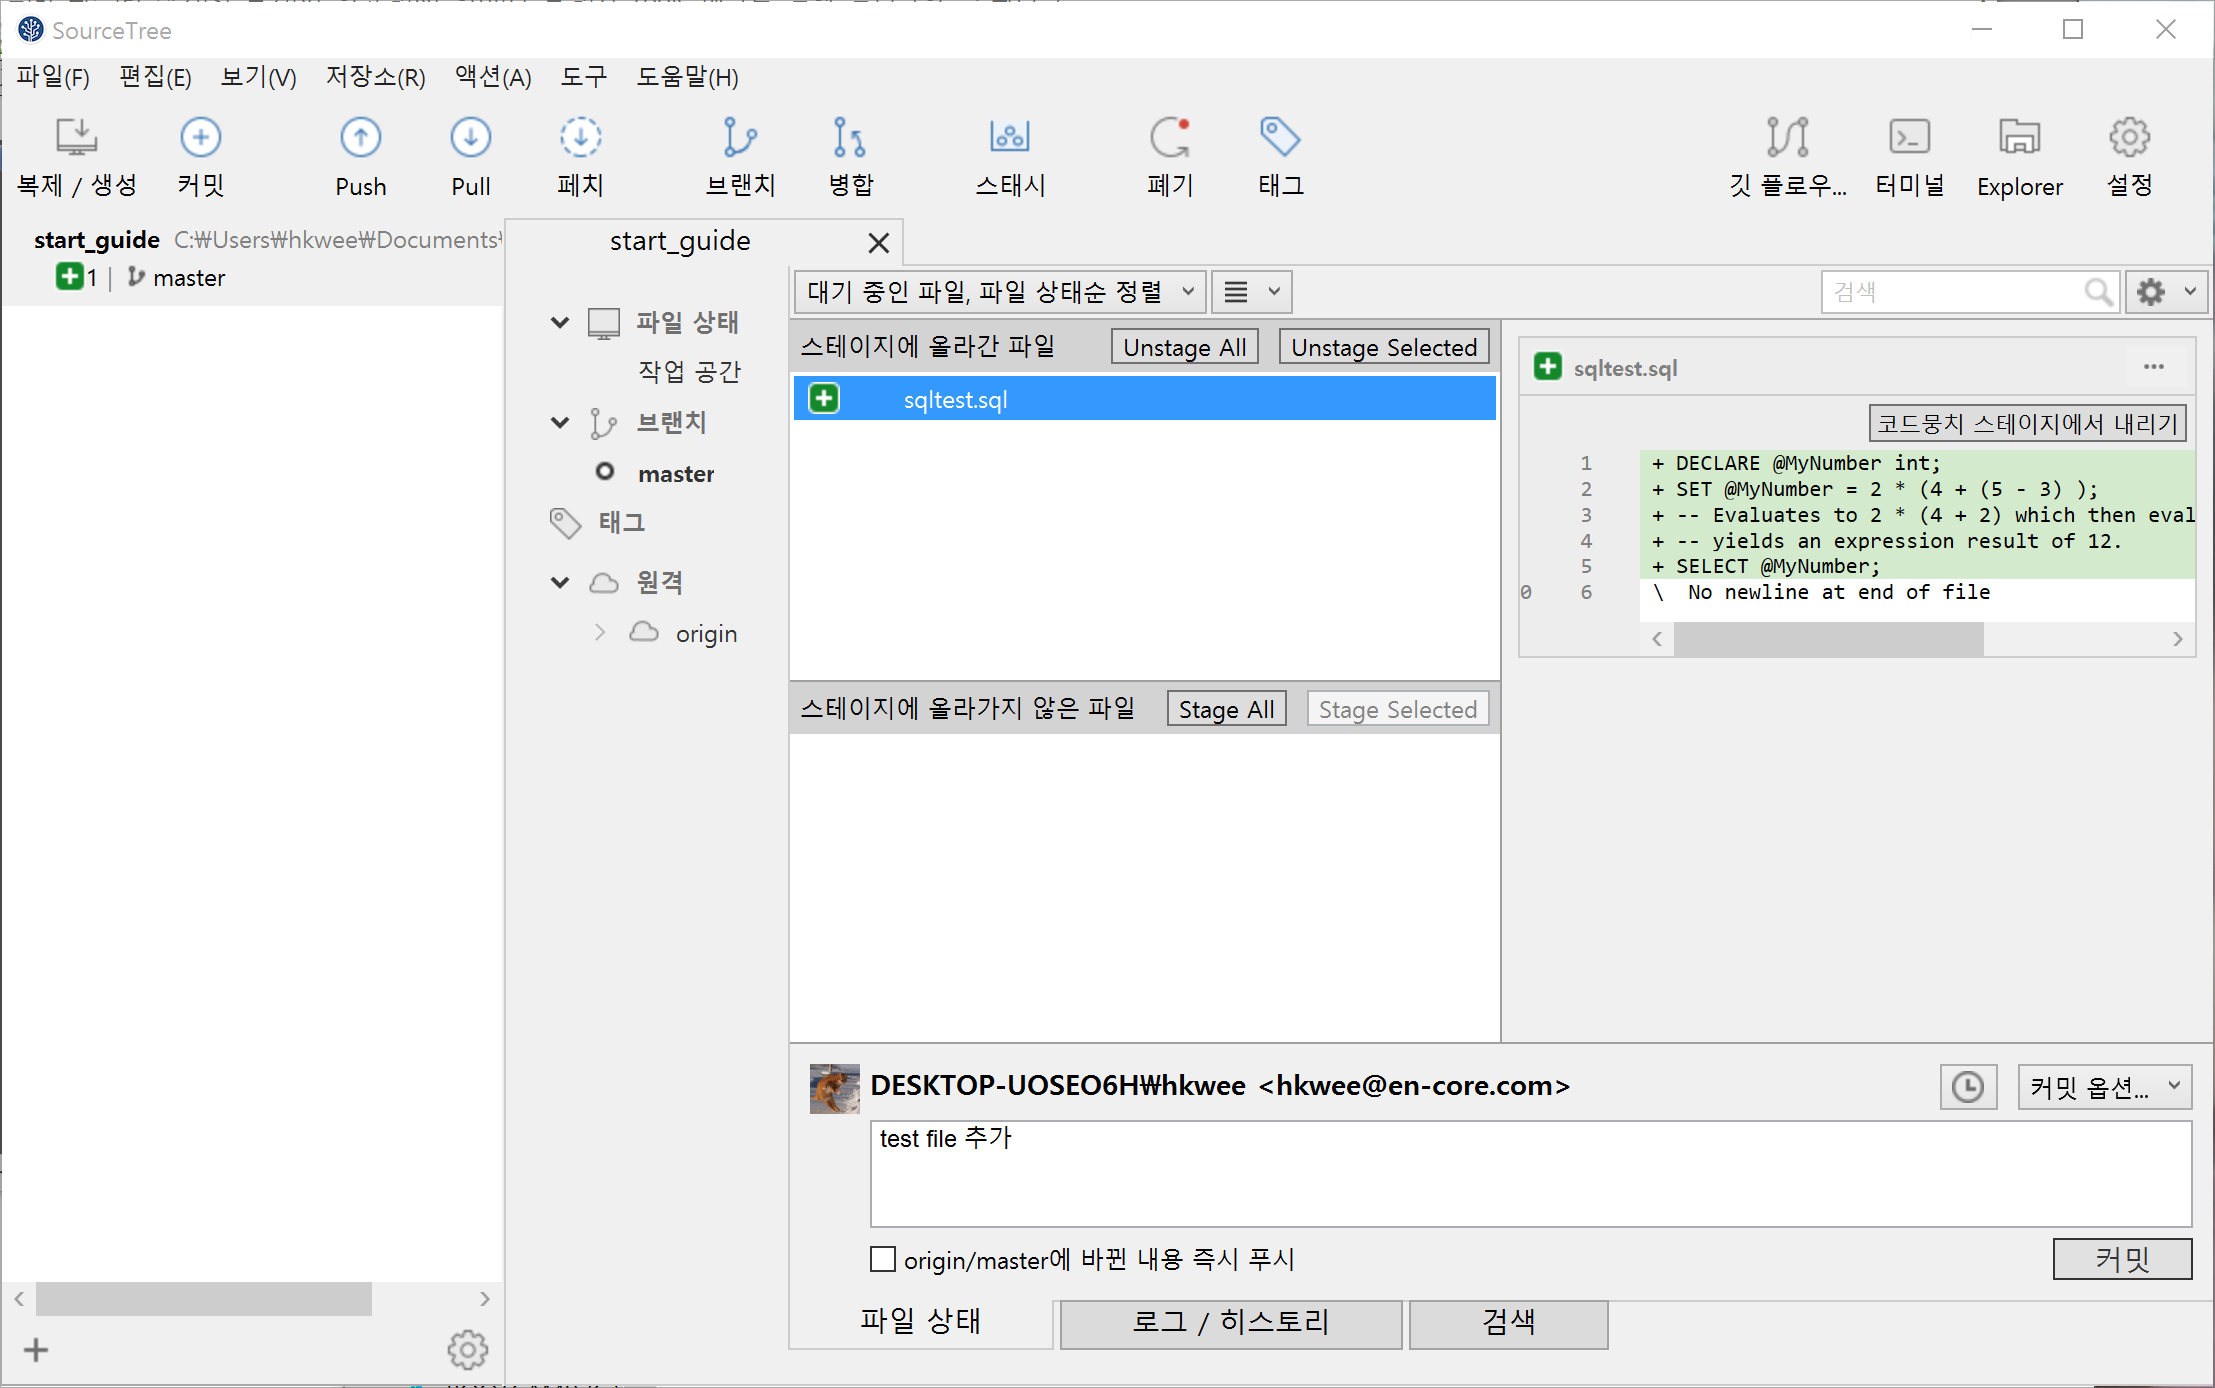 SourceTree
파일(F) 편집(E) 보기(V) 저장소(R) 액션(A) 도구 도움말(H)
복제 / 생성 커밋 Push Pull 페치 브랜치 병합 스태시 폐기 태그 깃 플로우... 터미널 Explorer 설정
start_guide C:₩Users₩hkwee₩Documents₩
1 master
start_guide
파일 상태
작업 공간
브랜치
master
태그
원격
origin
대기 중인 파일, 파일 상태순 정렬
검색
스테이지에 올라간 파일 Unstage All Unstage Selected
sqltest.sql
스테이지에 올라가지 않은 파일 Stage All Stage Selected
sqltest.sql ...
코드뭉치 스테이지에서 내리기
1 + DECLARE @MyNumber int;
2 + SET @MyNumber = 2 * (4 + (5 - 3) );
3 + -- Evaluates to 2 * (4 + 2) which then eval
4 + -- yields an expression result of 12.
5 + SELECT @MyNumber;
0 6 \ No newline at end of file
DESKTOP-UOSEO6H₩hkwee <hkwee@en-core.com>
커밋 옵션...
test file 추가
origin/master에 바뀐 내용 즉시 푸시
커밋
파일 상태 로그 / 히스토리 검색